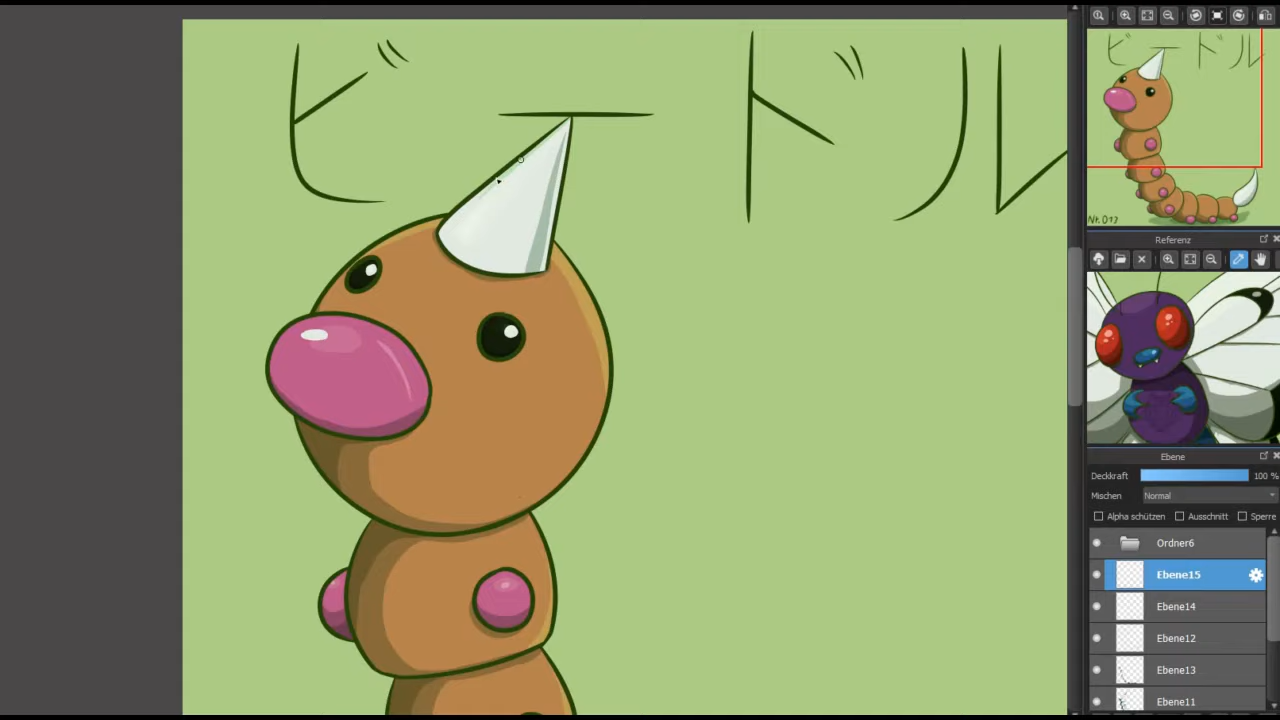 ビードル
Nr. 013
Referenz
Ebene
Deckkraft 100 %
Mischen Normal
Alpha schützen Ausschnitt Sperre
Ordner6
Ebene15
Ebene14
Ebene12
Ebene13
Ebene11